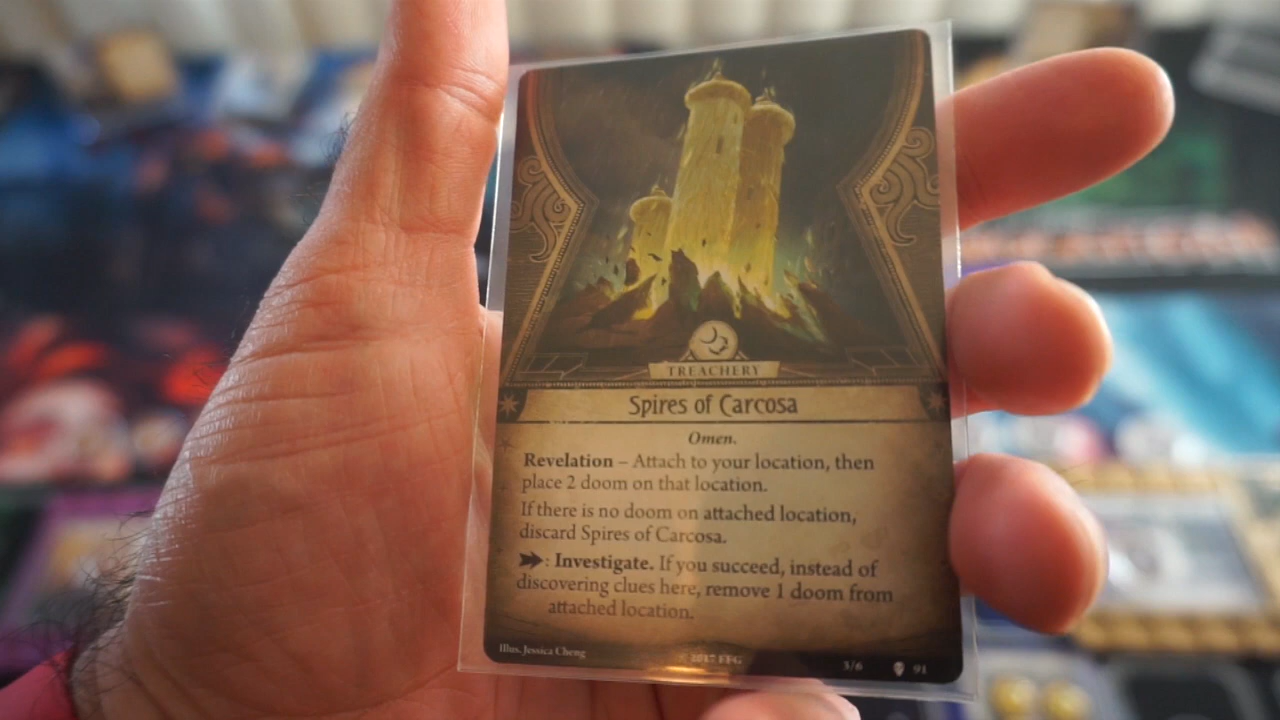 TREACHERY
Spires of Carcosa
Omen.
Revelation – Attach to your location, then
place 2 doom on that location.
If there is no doom on attached location,
discard Spires of Carcosa.
: Investigate. If you succeed, instead of
discovering clues here, remove 1 doom from
attached location.
Illus. Jessica Cheng
© 2017 FFG
3/6
91